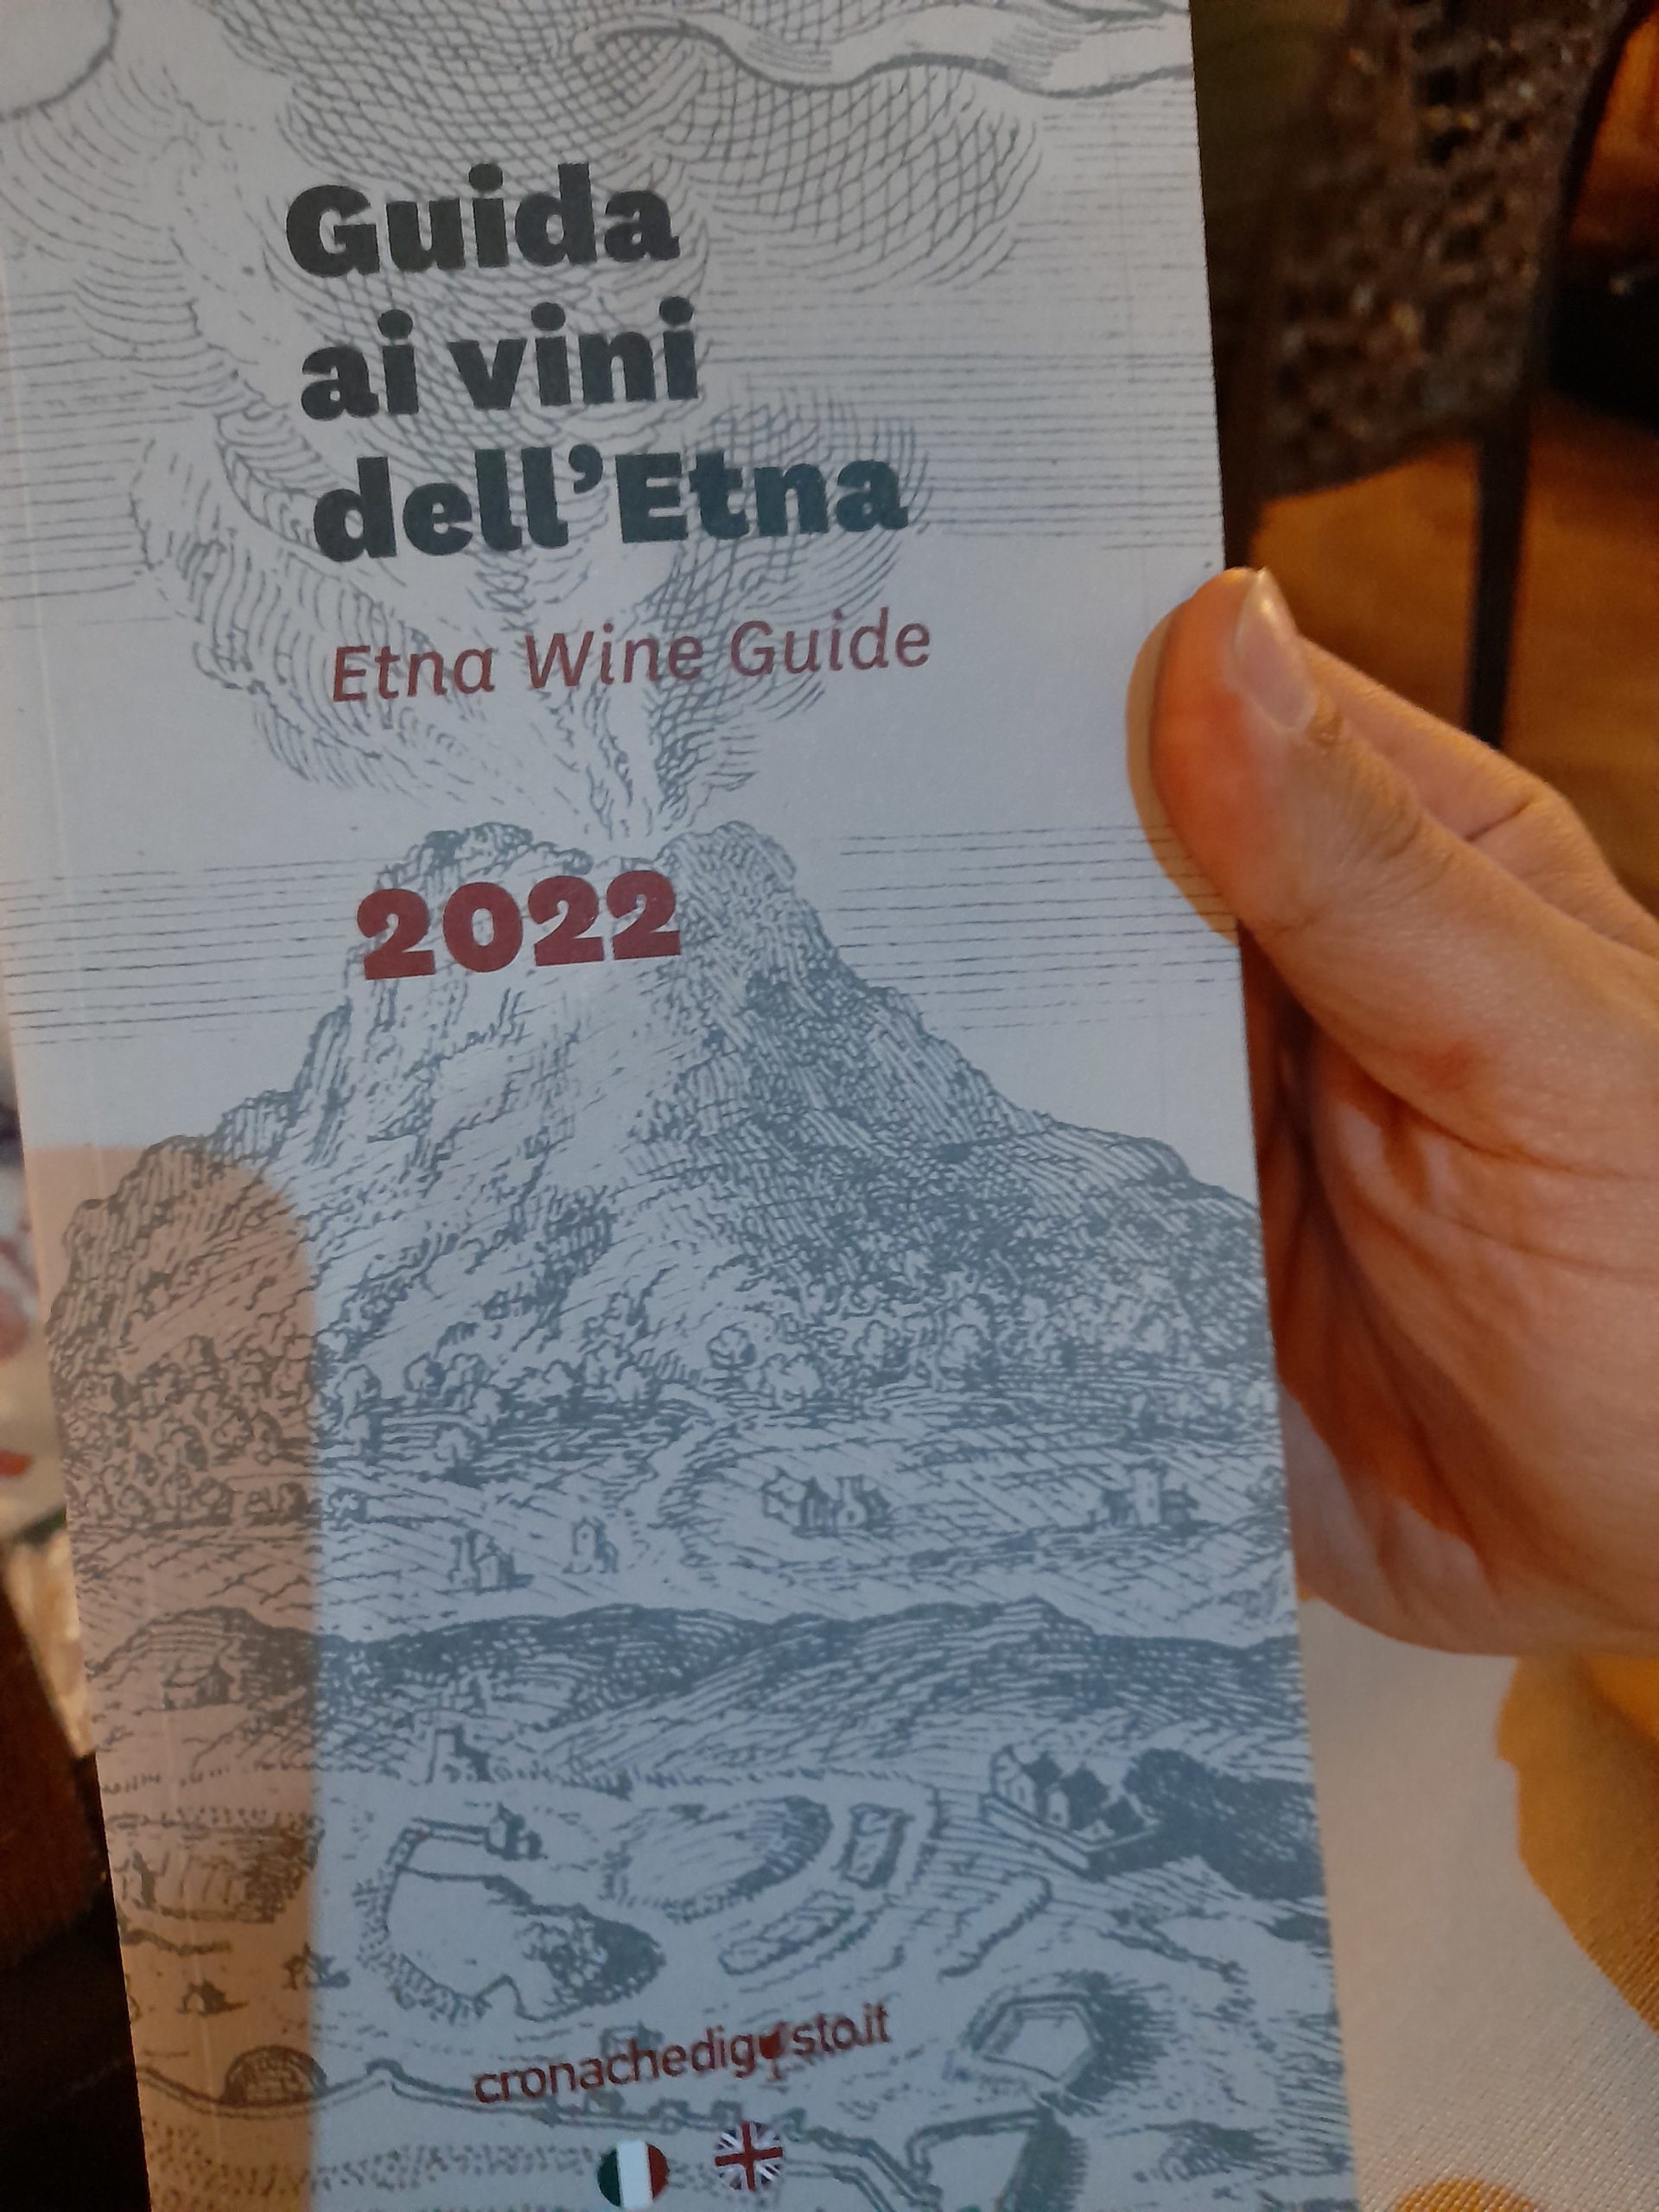 Guida
ai vini
dell’Etna
Etna Wine Guide
2022
cronachedigusto.it